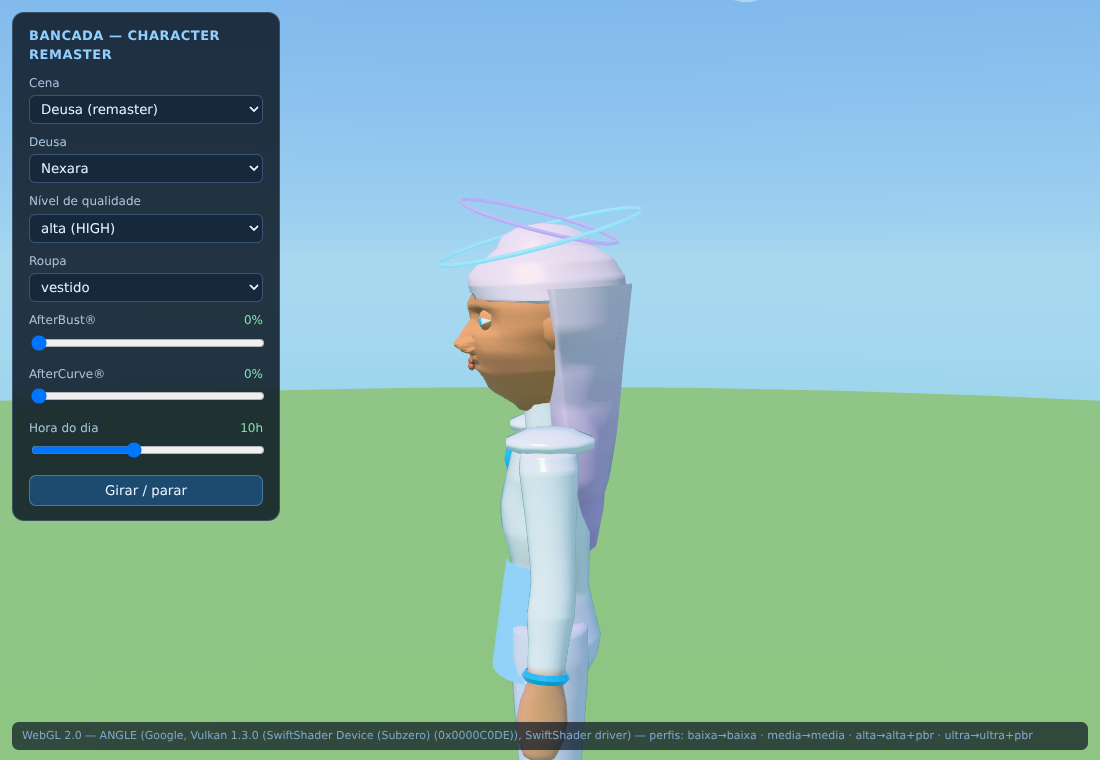 BANCADA — CHARACTER
REMASTER
Cena
Deusa (remaster)
Deusa
Nexara
Nível de qualidade
alta (HIGH)
Roupa
vestido
AfterBust® 0%
AfterCurve® 0%
Hora do dia 10h
Girar / parar
WebGL 2.0 — ANGLE (Google, Vulkan 1.3.0 (SwiftShader Device (Subzero) (0x0000C0DE)), SwiftShader driver) — perfis: baixa→baixa · media→media · alta→alta+pbr · ultra→ultra+pbr